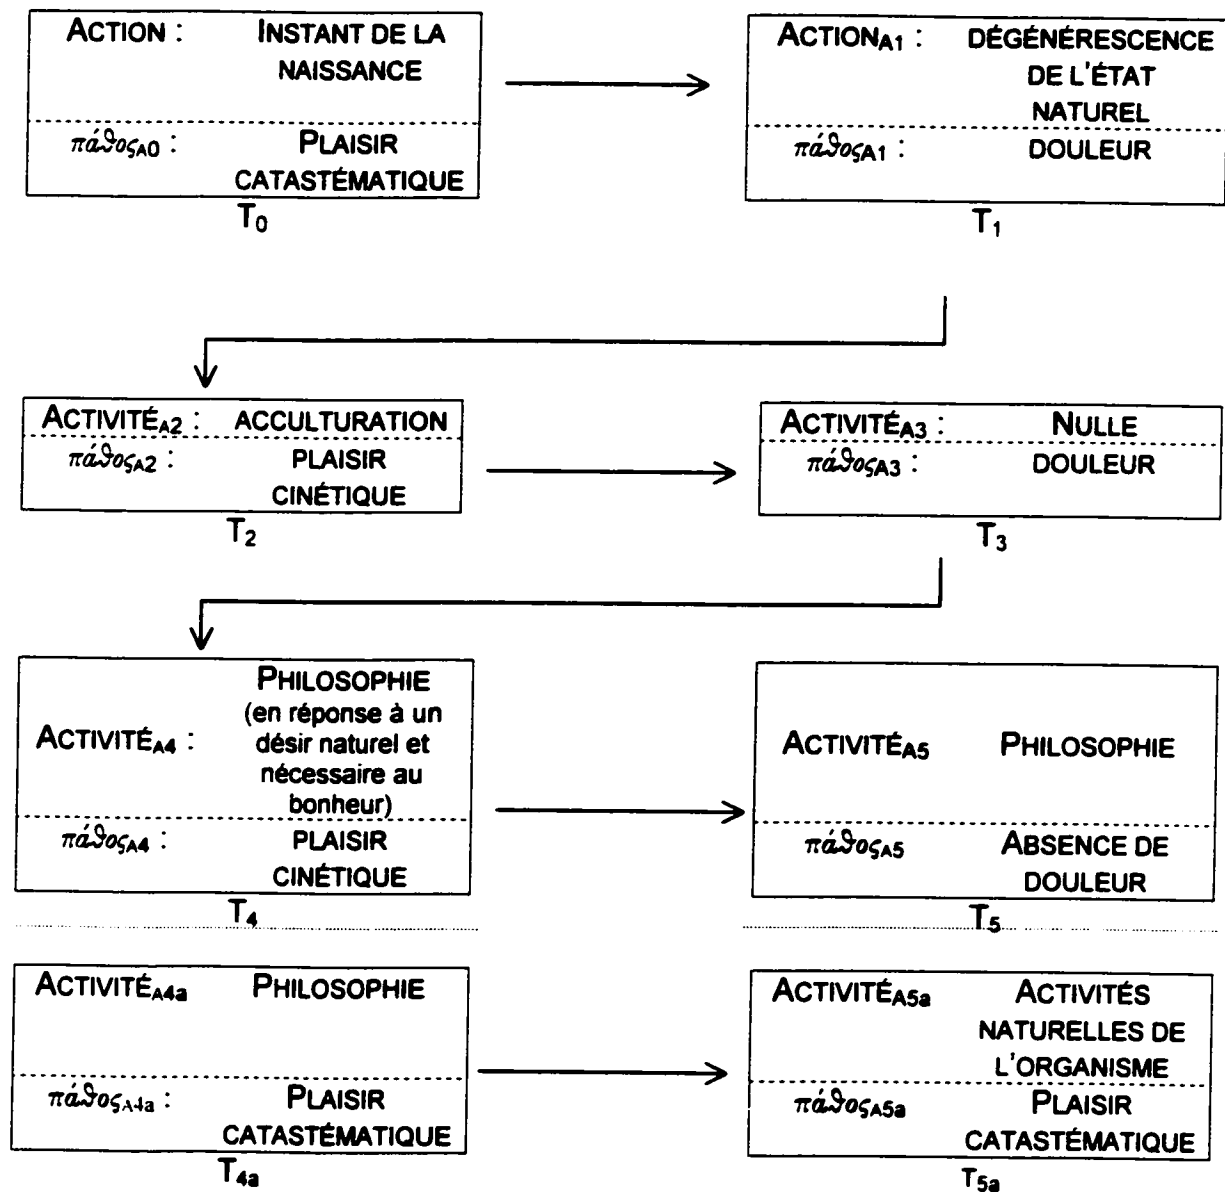 ACTION : INSTANT DE LA
NAISSANCE
πάθοςA0 : PLAISIR
CATASTÉMATIQUE
T0
ACTIONA1 : DÉGÉNÉRESCENCE
DE L'ÉTAT
NATUREL
πάθοςA1 : DOULEUR
T1
ACTIVITÉA2 : ACCULTURATION
πάθοςA2 : PLAISIR
CINÉTIQUE
T2
ACTIVITÉA3 : NULLE
πάθοςA3 : DOULEUR
T3
PHILOSOPHIE
(en réponse à un
ACTIVITÉA4 : désir naturel et
nécessaire au
bonheur)
πάθοςA4 : PLAISIR
CINÉTIQUE
T4
ACTIVITÉA5 PHILOSOPHIE
πάθοςA5 ABSENCE DE
DOULEUR
T5
ACTIVITÉA4a PHILOSOPHIE
πάθοςA4a : PLAISIR
CATASTÉMATIQUE
T4a
ACTIVITÉA5a ACTIVITÉS
NATURELLES DE
L'ORGANISME
πάθοςA5a PLAISIR
CATASTÉMATIQUE
T5a